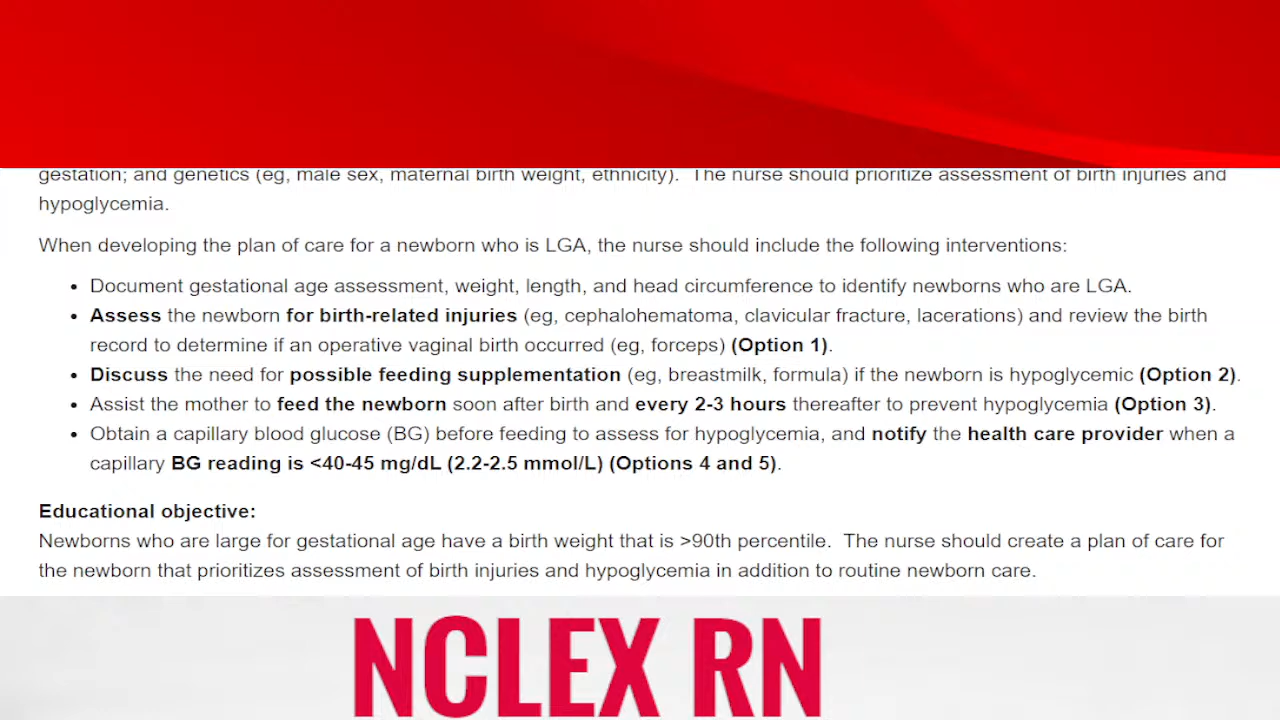 gestation; and genetics (eg, male sex, maternal birth weight, ethnicity). The nurse should prioritize assessment of birth injuries and
hypoglycemia.
When developing the plan of care for a newborn who is LGA, the nurse should include the following interventions:
• Document gestational age assessment, weight, length, and head circumference to identify newborns who are LGA.
• Assess the newborn for birth-related injuries (eg, cephalohematoma, clavicular fracture, lacerations) and review the birth
record to determine if an operative vaginal birth occurred (eg, forceps) (Option 1).
• Discuss the need for possible feeding supplementation (eg, breastmilk, formula) if the newborn is hypoglycemic (Option 2).
• Assist the mother to feed the newborn soon after birth and every 2-3 hours thereafter to prevent hypoglycemia (Option 3).
• Obtain a capillary blood glucose (BG) before feeding to assess for hypoglycemia, and notify the health care provider when a
capillary BG reading is <40-45 mg/dL (2.2-2.5 mmol/L) (Options 4 and 5).
Educational objective:
Newborns who are large for gestational age have a birth weight that is >90th percentile. The nurse should create a plan of care for
the newborn that prioritizes assessment of birth injuries and hypoglycemia in addition to routine newborn care.
NCLEX RN